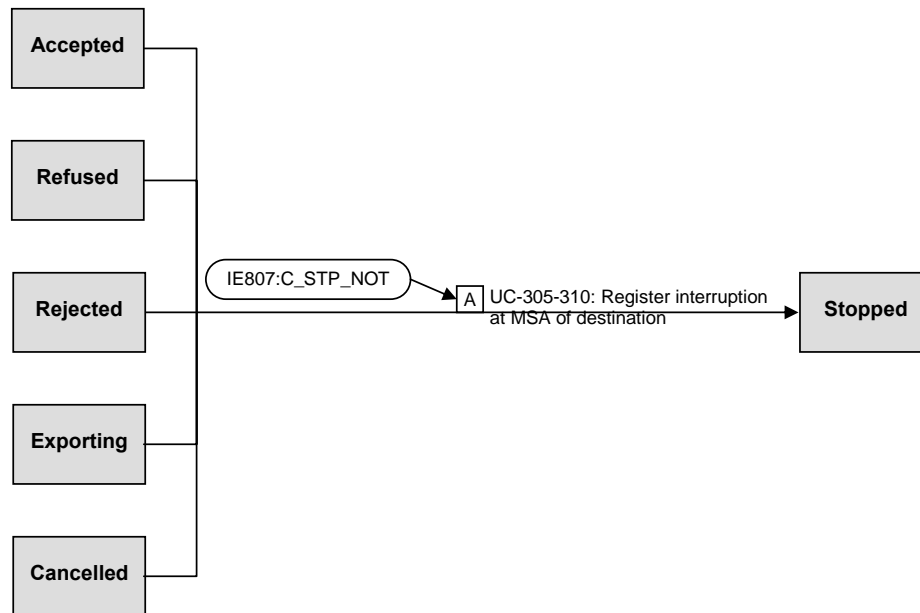 Accepted
Refused
IE807:C_STP_NOT
A
UC-305-310: Register interruption
at MSA of destination
Rejected
Stopped
Exporting
Cancelled